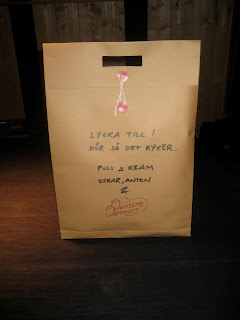 LYCKA TILL !
KÖR SÅ DET RYKER.
PUSS & KRAM
OSKAR, ANTON
&